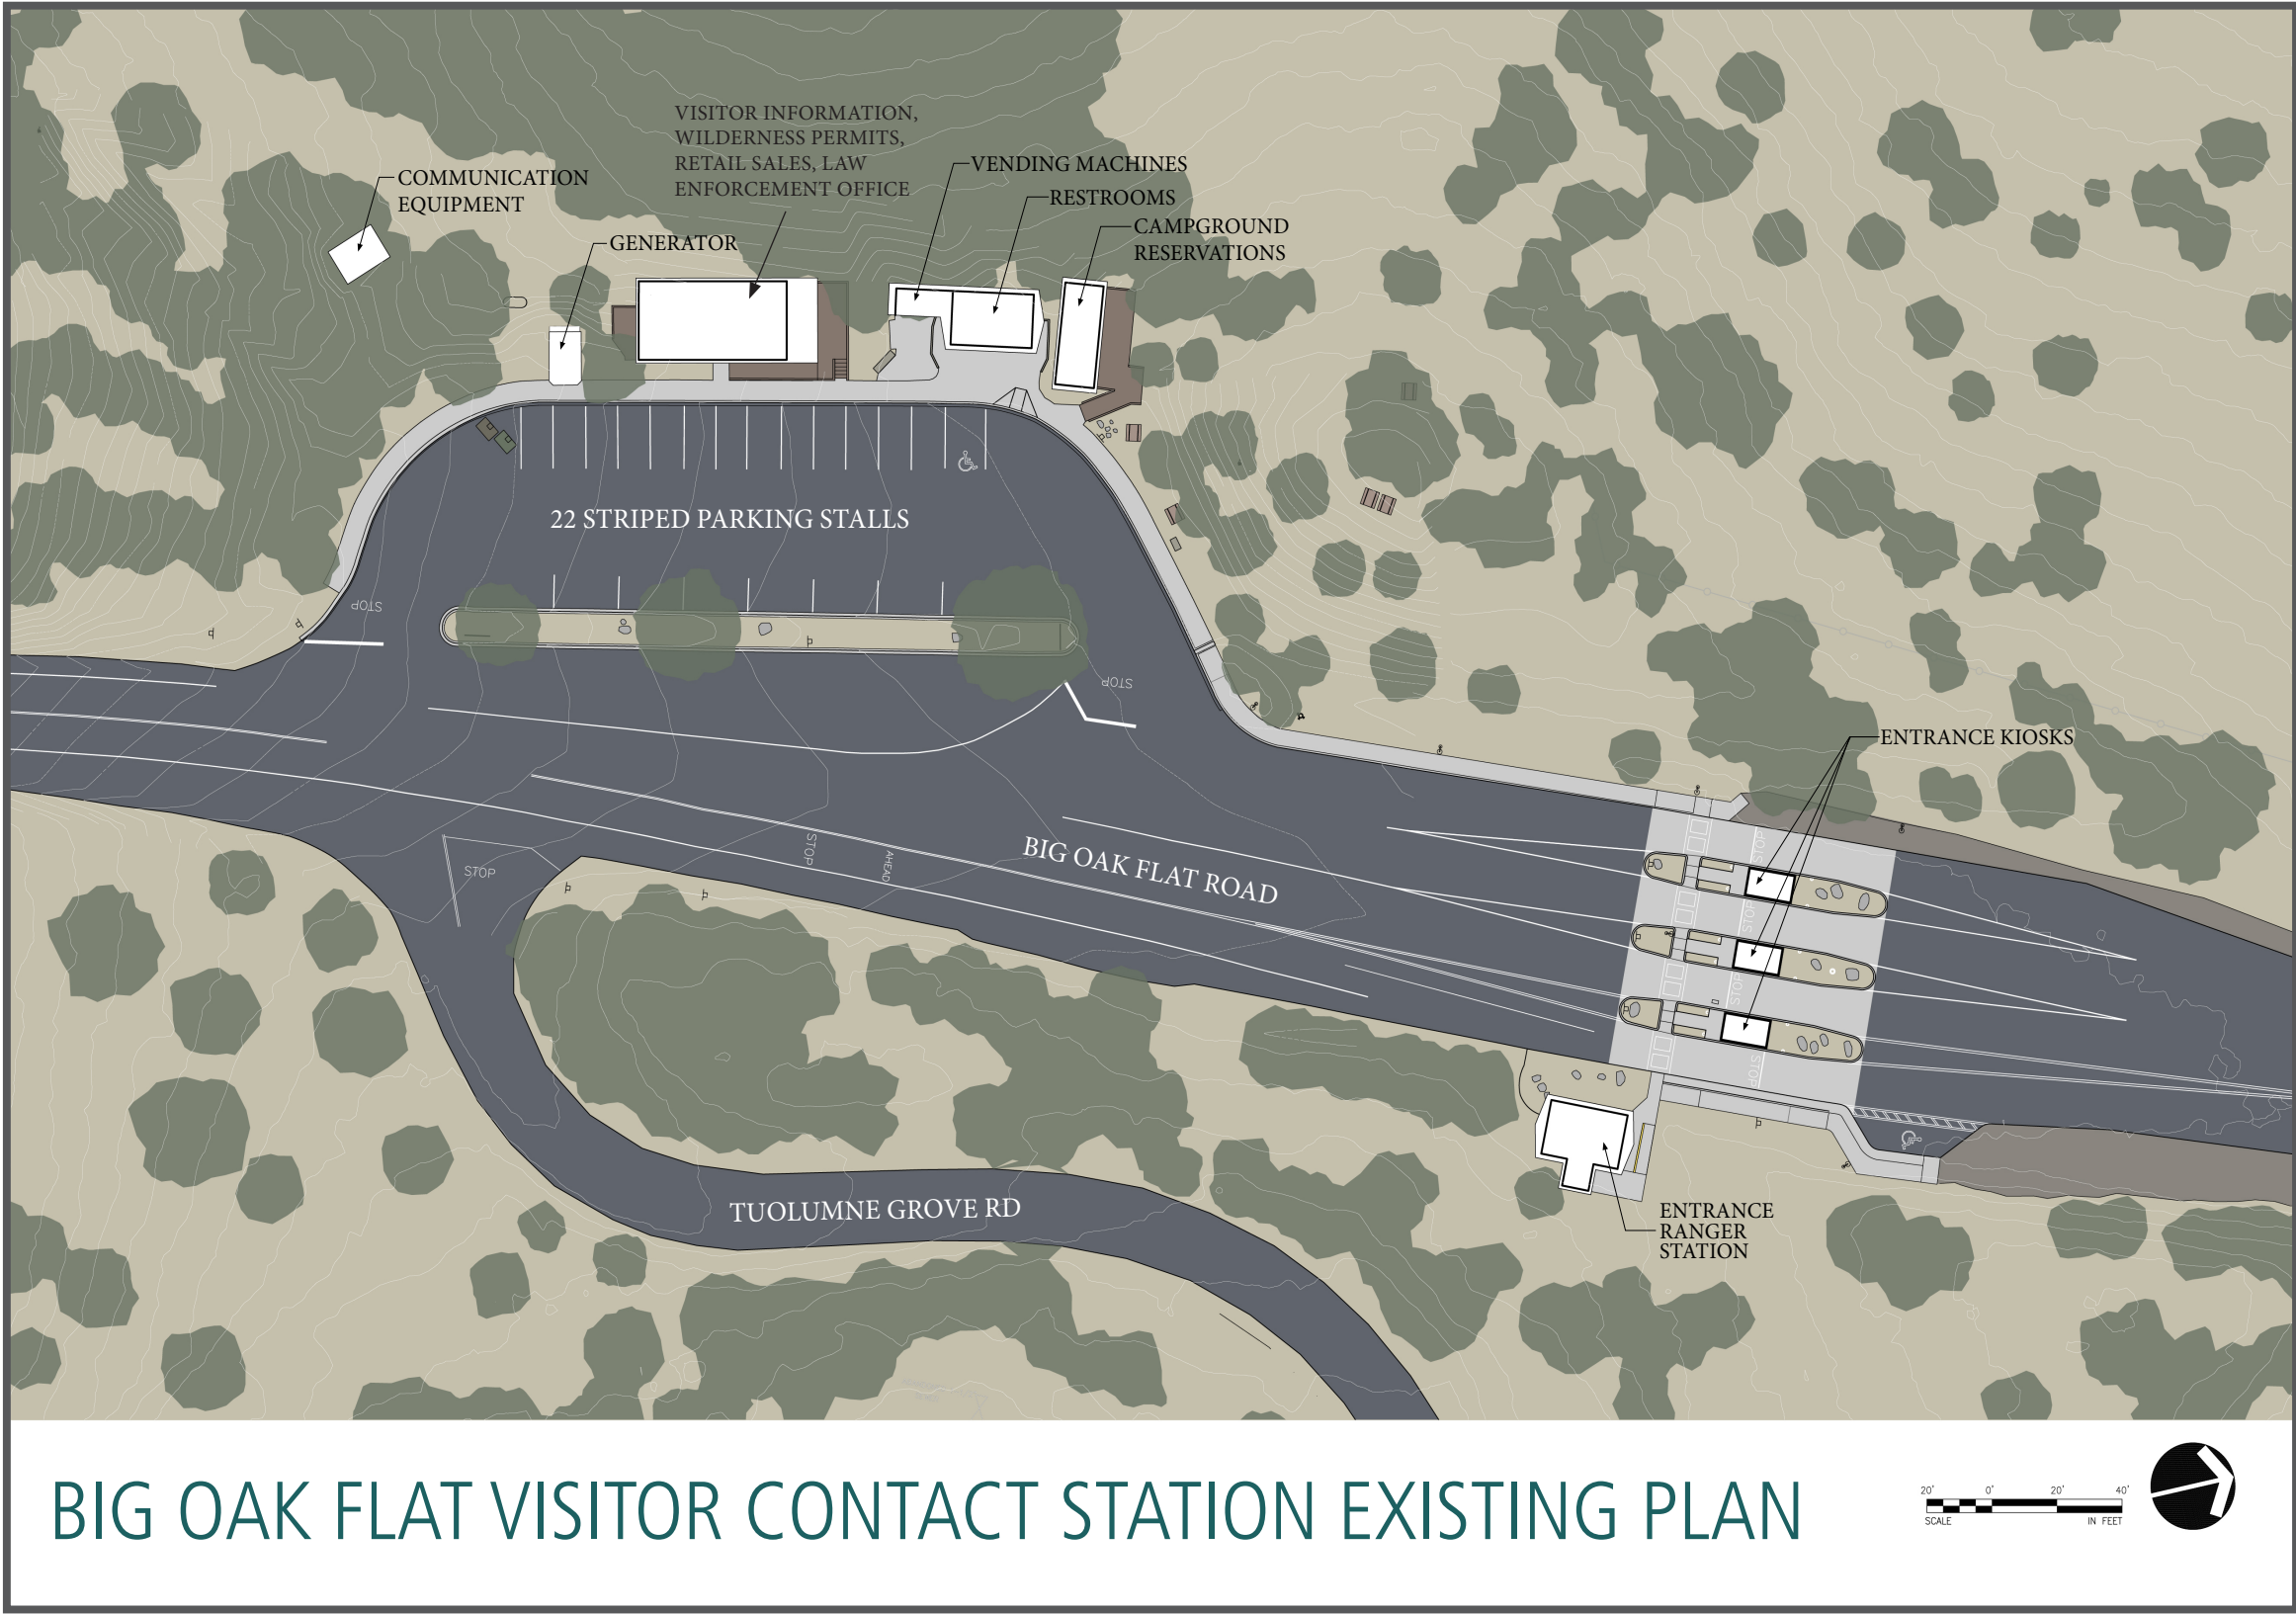 VISITOR INFORMATION,
WILDERNESS PERMITS,
RETAIL SALES, LAW
ENFORCEMENT OFFICE
COMMUNICATION
EQUIPMENT
GENERATOR
VENDING MACHINES
RESTROOMS
CAMPGROUND
RESERVATIONS
22 STRIPED PARKING STALLS
STOP
STOP
ENTRANCE KIOSKS
STOP
STOP
AHEAD
BIG OAK FLAT ROAD
STOP
STOP
STOP
STOP
TUOLUMNE GROVE RD
ENTRANCE
RANGER
STATION
BIG OAK FLAT VISITOR CONTACT STATION EXISTING PLAN
20' 0' 20' 40'
SCALE IN FEET